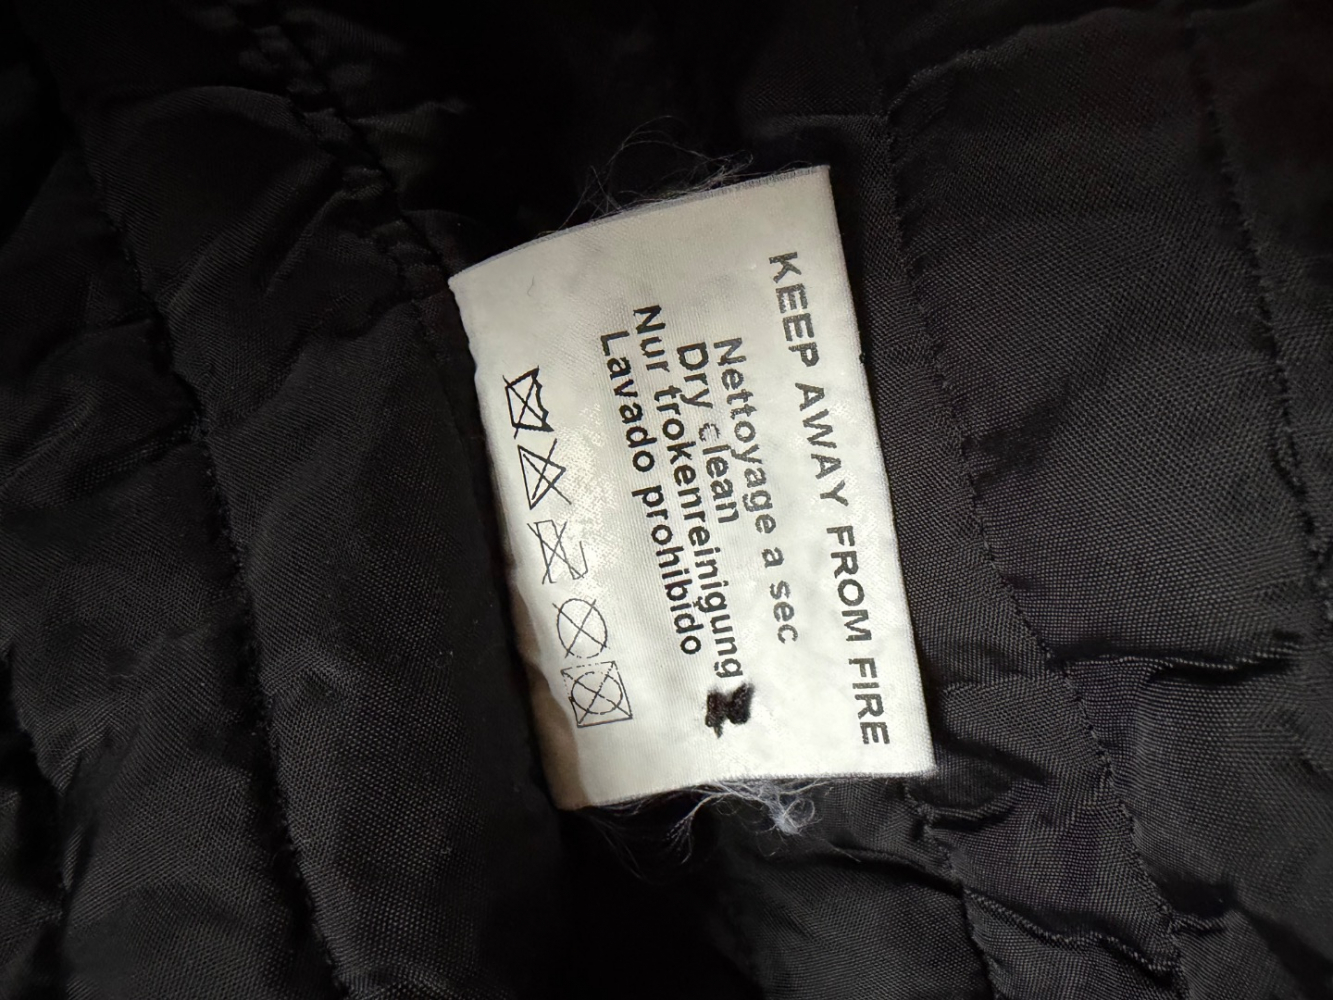 KEEP AWAY FROM FIRE
Nettoyage a sec
Dry clean
Nur trokenreinigung
Lavado prohibido